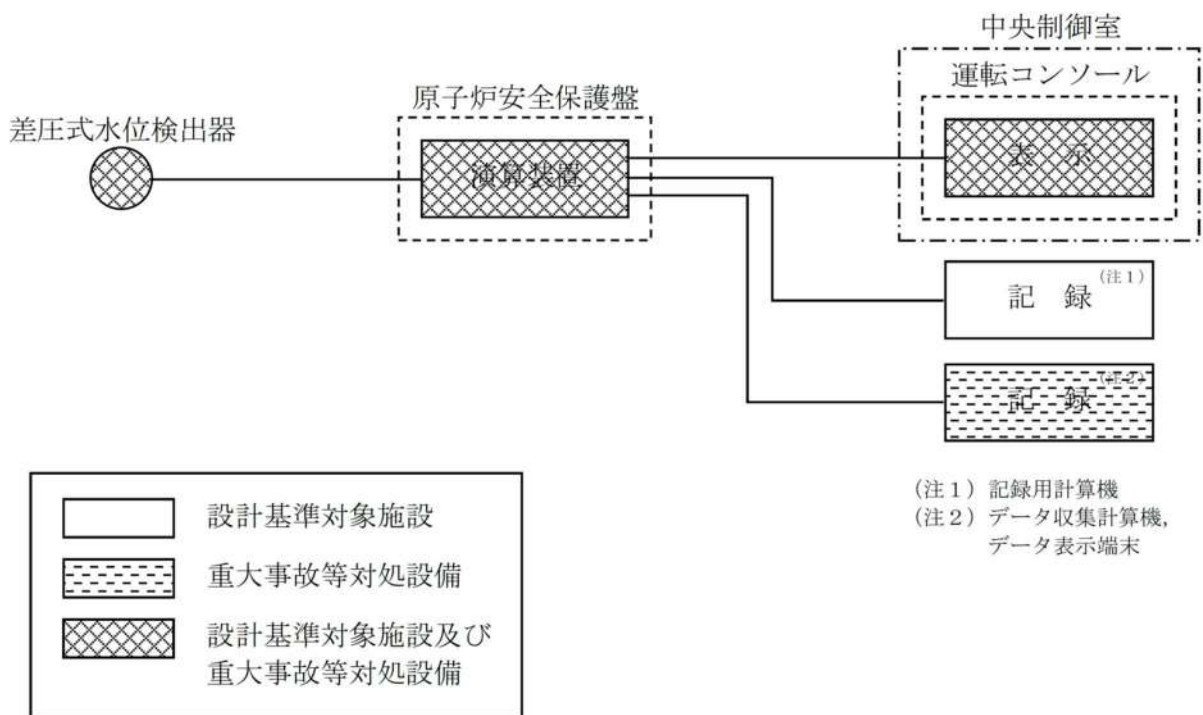 中央制御室
運転コンソール
原子炉安全保護盤
差圧式水位検出器
演算装置
表 示
記 録 (注1)
記 録 (注2)
(注1) 記録用計算機
(注2) データ収集計算機,
データ表示端末
設計基準対象施設
重大事故等対処設備
設計基準対象施設及び
重大事故等対処設備